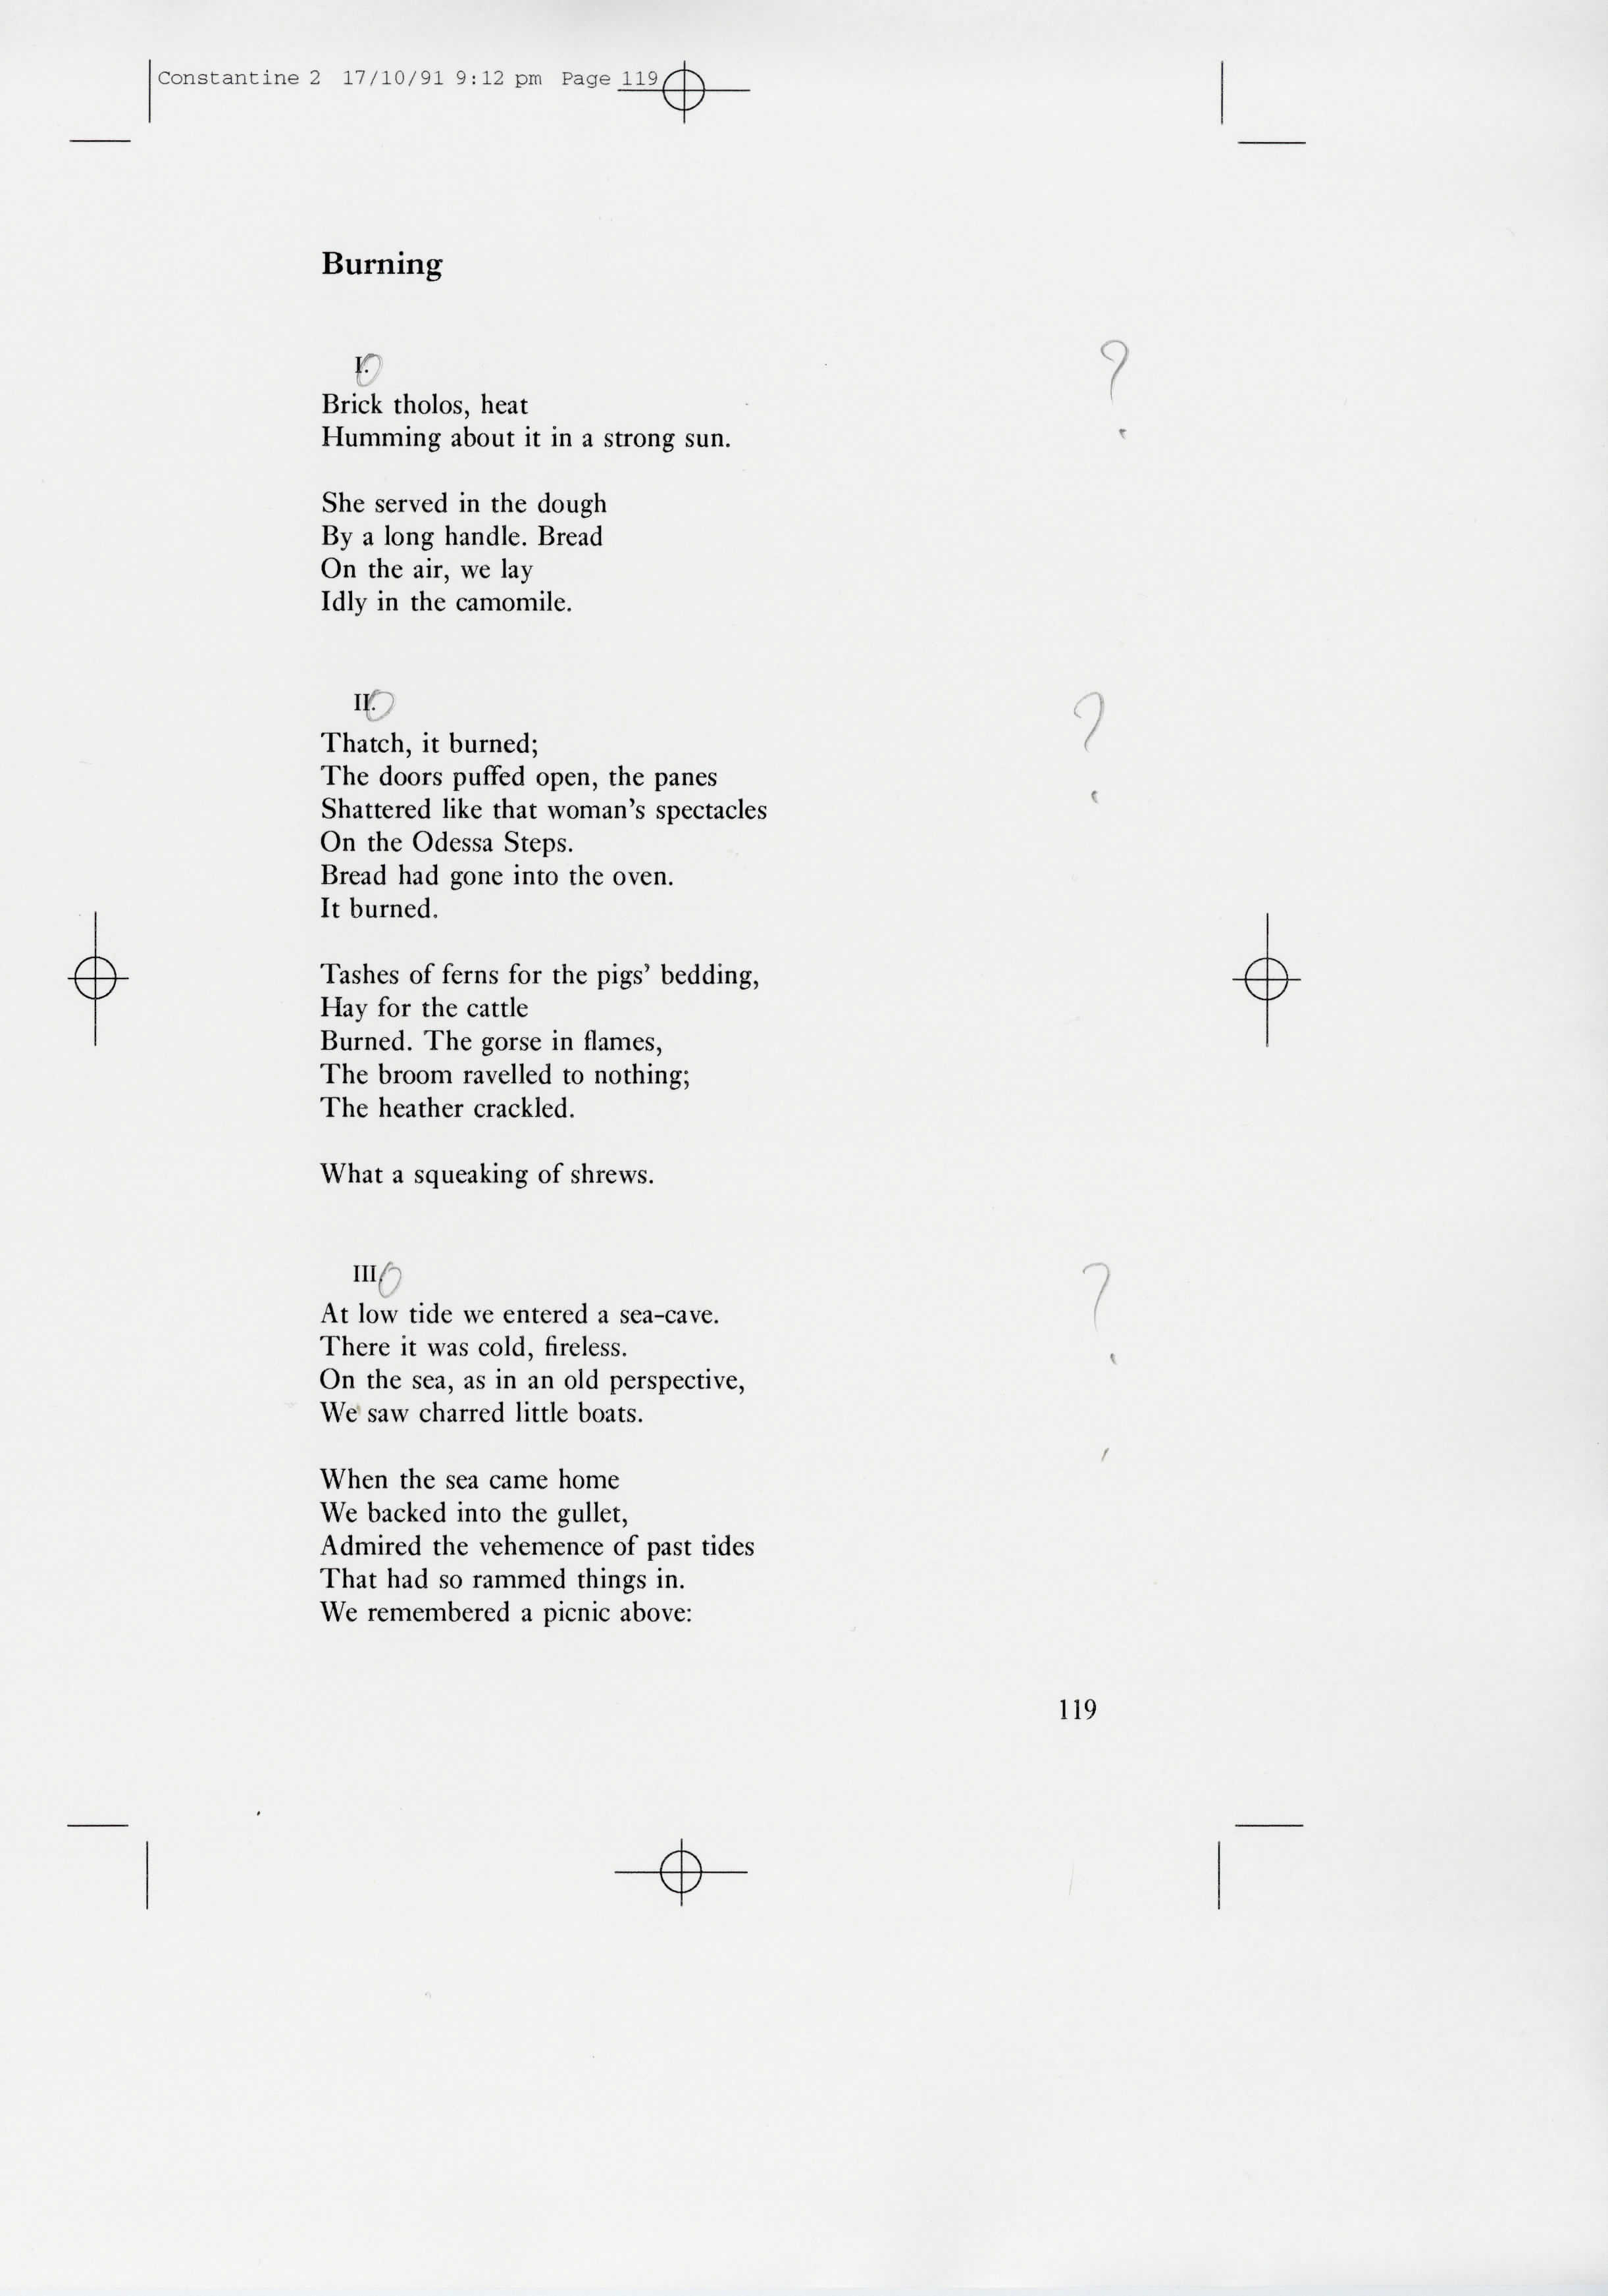 Constantine 2 17/10/91 9:12 pm Page 119
Burning
I.
?
Brick tholos, heat
Humming about it in a strong sun.
She served in the dough
By a long handle. Bread
On the air, we lay
Idly in the camomile.
II.
?
Thatch, it burned;
The doors puffed open, the panes
Shattered like that woman's spectacles
On the Odessa Steps.
Bread had gone into the oven.
It burned.
Tashes of ferns for the pigs' bedding,
Hay for the cattle
Burned. The gorse in flames,
The broom ravelled to nothing;
The heather crackled.
What a squeaking of shrews.
III.
?
At low tide we entered a sea-cave.
There it was cold, fireless.
On the sea, as in an old perspective,
We saw charred little boats.
When the sea came home
We backed into the gullet,
Admired the vehemence of past tides
That had so rammed things in.
We remembered a picnic above:
119